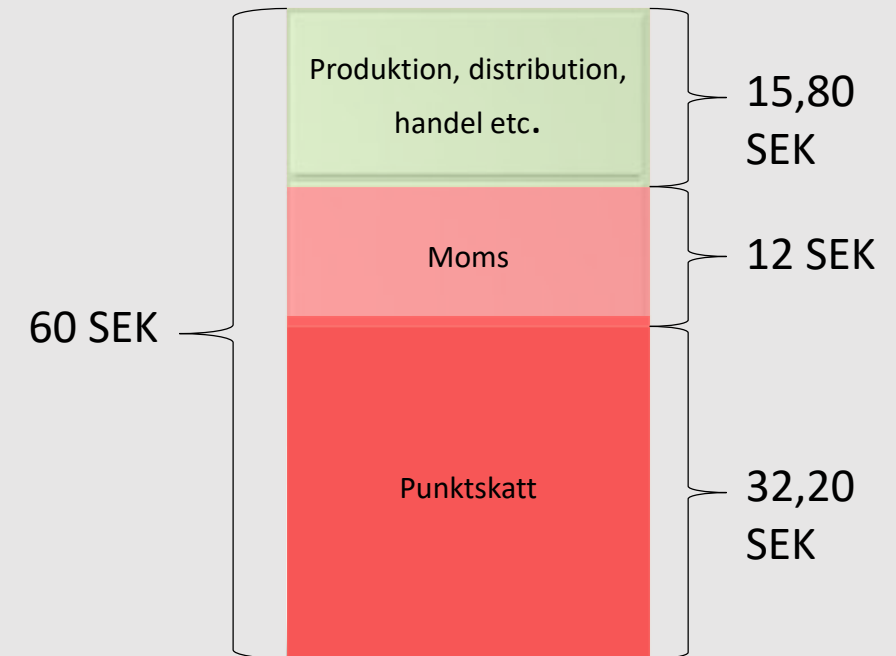 Produktion, distribution,
handel etc.
15,80
SEK
Moms
12 SEK
60 SEK
Punktskatt
32,20
SEK